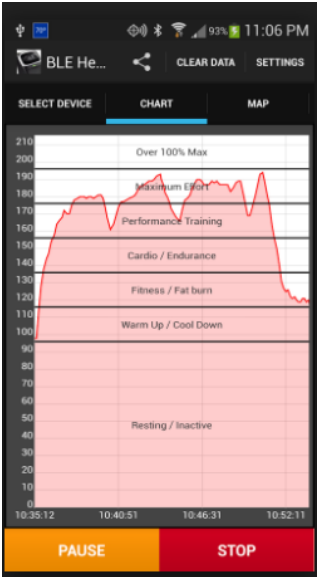 70° 93% 11:06 PM
BLE He... CLEAR DATA SETTINGS
SELECT DEVICE CHART MAP
210
200
190
180
170
160
150
140
130
120
110
100
90
80
70
60
50
40
30
20
10
0
Over 100% Max
Maximum Effort
Performance Training
Cardio / Endurance
Fitness / Fat burn
Warm Up / Cool Down
Resting / Inactive
10:35:12 10:40:51 10:46:31 10:52:11
PAUSE STOP